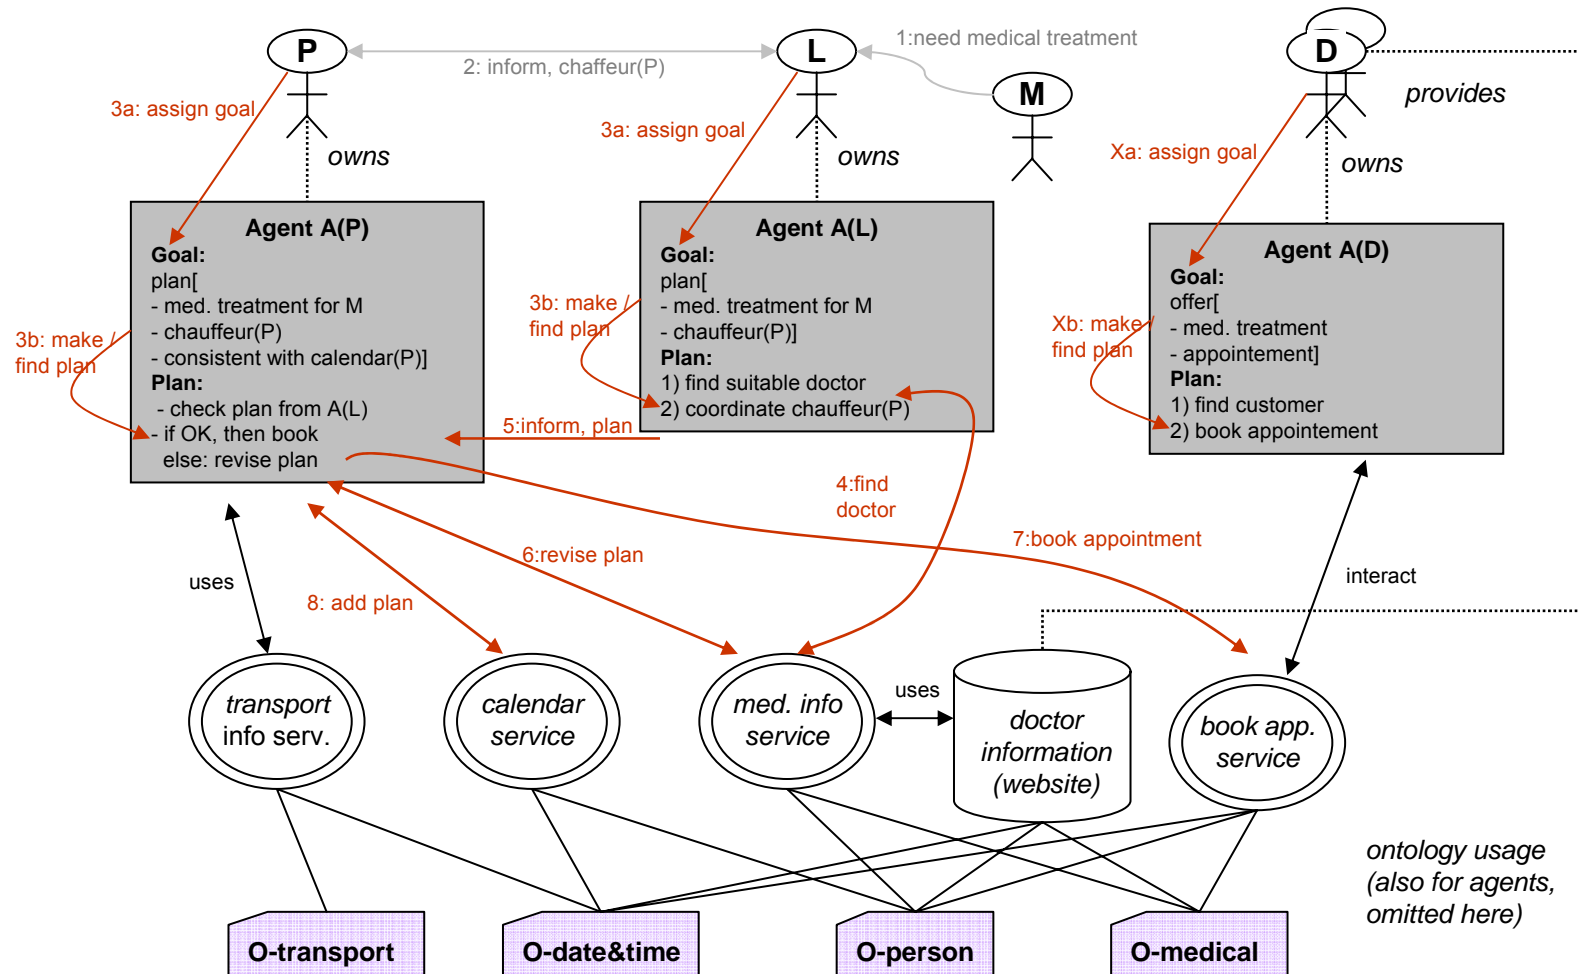 P
L
M
D
1:need medical treatment
2: inform, chaffeur(P)
provides
3a: assign goal
3a: assign goal
Xa: assign goal
owns
owns
owns
Agent A(P)
Goal:
plan[
- med. treatment for M
- chauffeur(P)
- consistent with calendar(P)]
Plan:
- check plan from A(L)
- if OK, then book
else: revise plan
3b: make /
find plan
Agent A(L)
Goal:
plan[
- med. treatment for M
- chauffeur(P)]
Plan:
1) find suitable doctor
2) coordinate chauffeur(P)
3b: make /
find plan
Agent A(D)
Goal:
offer[
- med. treatment
- appointement]
Plan:
1) find customer
2) book appointement
Xb: make /
find plan
5:inform, plan
4:find
doctor
6:revise plan
7:book appointment
8: add plan
uses
interact
uses
transport
info serv.
calendar
service
med. info
service
doctor
information
(website)
book app.
service
ontology usage
(also for agents,
omitted here)
O-transport
O-date&time
O-person
O-medical